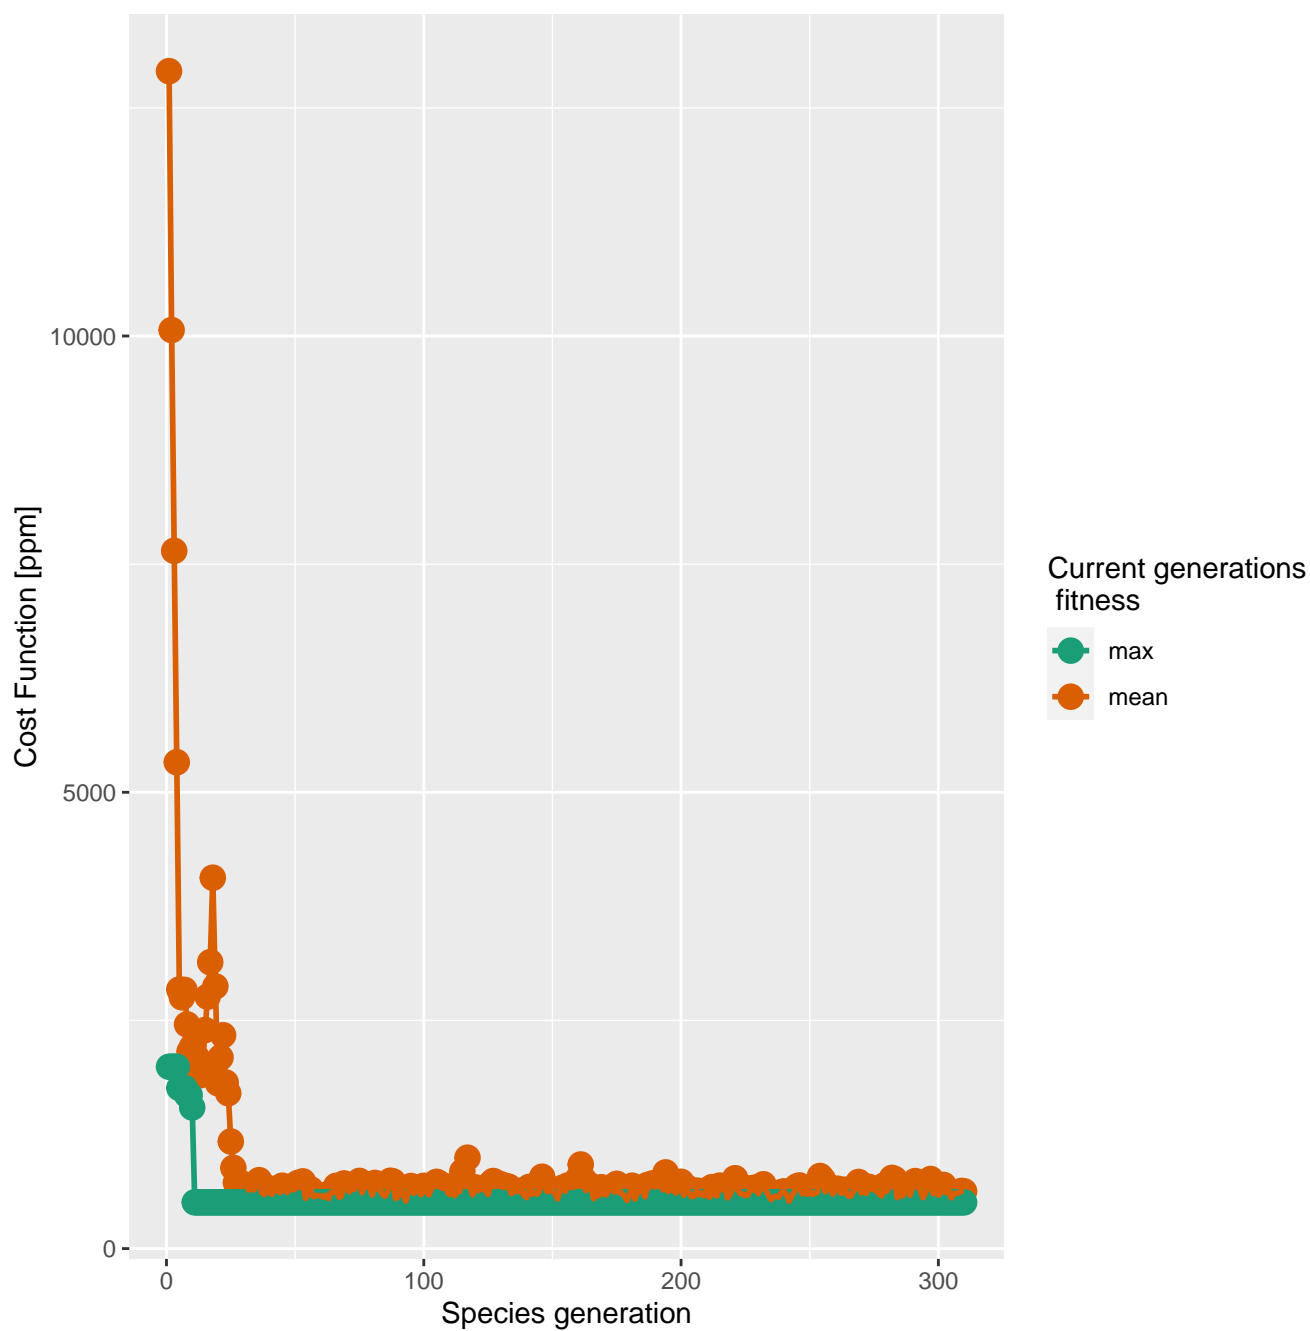 10000
5000
0
Cost Function [ppm]
0 100 200 300
Species generation
Current generations
fitness
max
mean